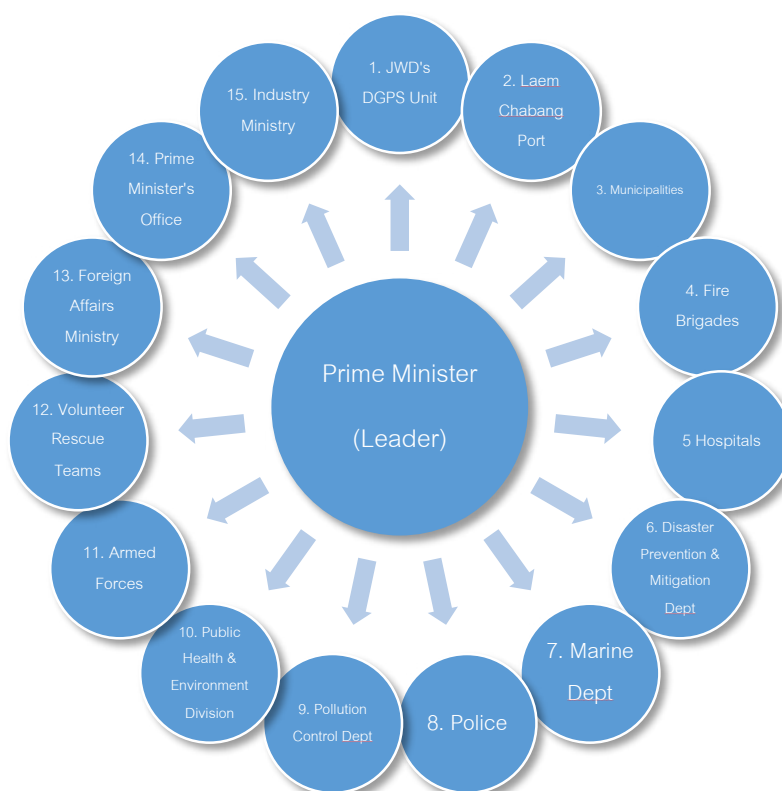 1. JWD's
DGPS Unit
2. Laem
Chabang
Port
3. Municipalities
4. Fire
Brigades
5 Hospitals
6. Disaster
Prevention &
Mitigation
Dept
7. Marine
Dept
8. Police
9. Pollution
Control Dept
10. Public
Health &
Environment
Division
11. Armed
Forces
12. Volunteer
Rescue
Teams
13. Foreign
Affairs
Ministry
14. Prime
Minister's
Office
15. Industry
Ministry
Prime Minister
(Leader)